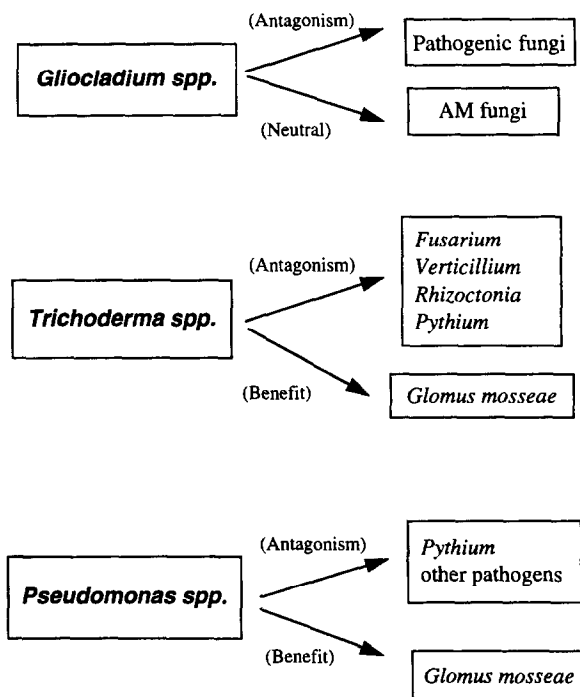 (Antagonism)
Pathogenic fungi
Gliocladium spp.
AM fungi
(Neutral)
Fusarium
(Antagonism)
Verticillium
Rhizoctonia
Trichoderma spp.
Pythium
(Benefit)
Glomus mosseae
(Antagonism)
Pythium
other pathogens
Pseudomonas spp.
(Benefit)
Glomus mosseae